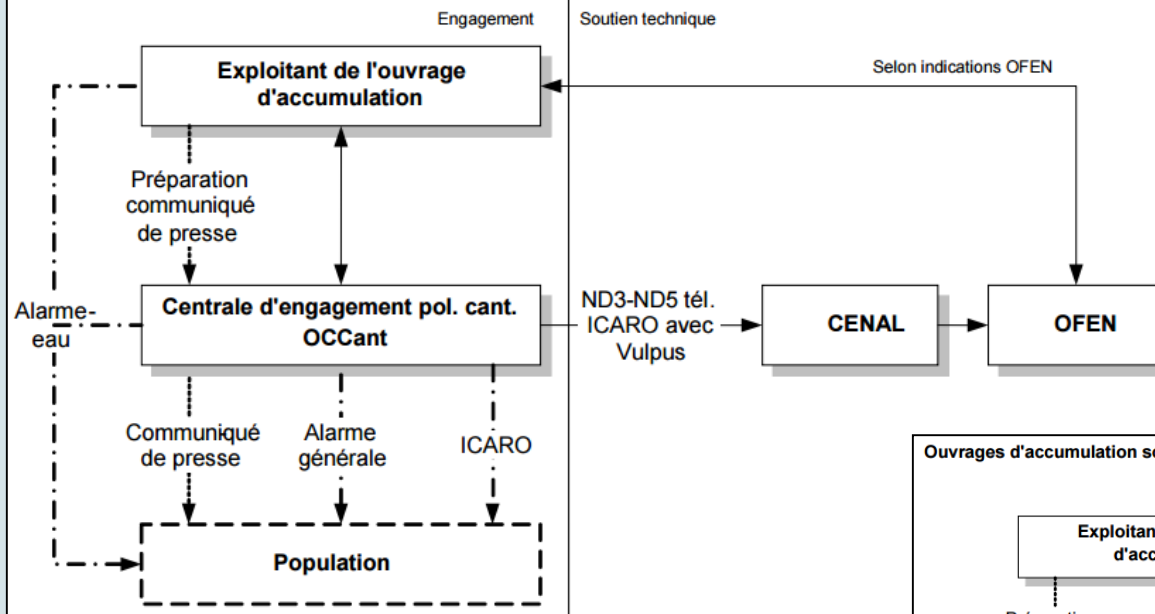 Engagement
Soutien technique
Exploitant de l'ouvrage
d'accumulation
Selon indications OFEN
Préparation
communiqué
de presse
Alarme-
eau
Centrale d'engagement pol. cant.
OCCant
ND3-ND5 tél.
ICARO avec
Vulpus
CENAL
OFEN
Communiqué
de presse
Alarme
générale
ICARO
Population
Ouvrages d'accumulation
Exploitan
d'acc